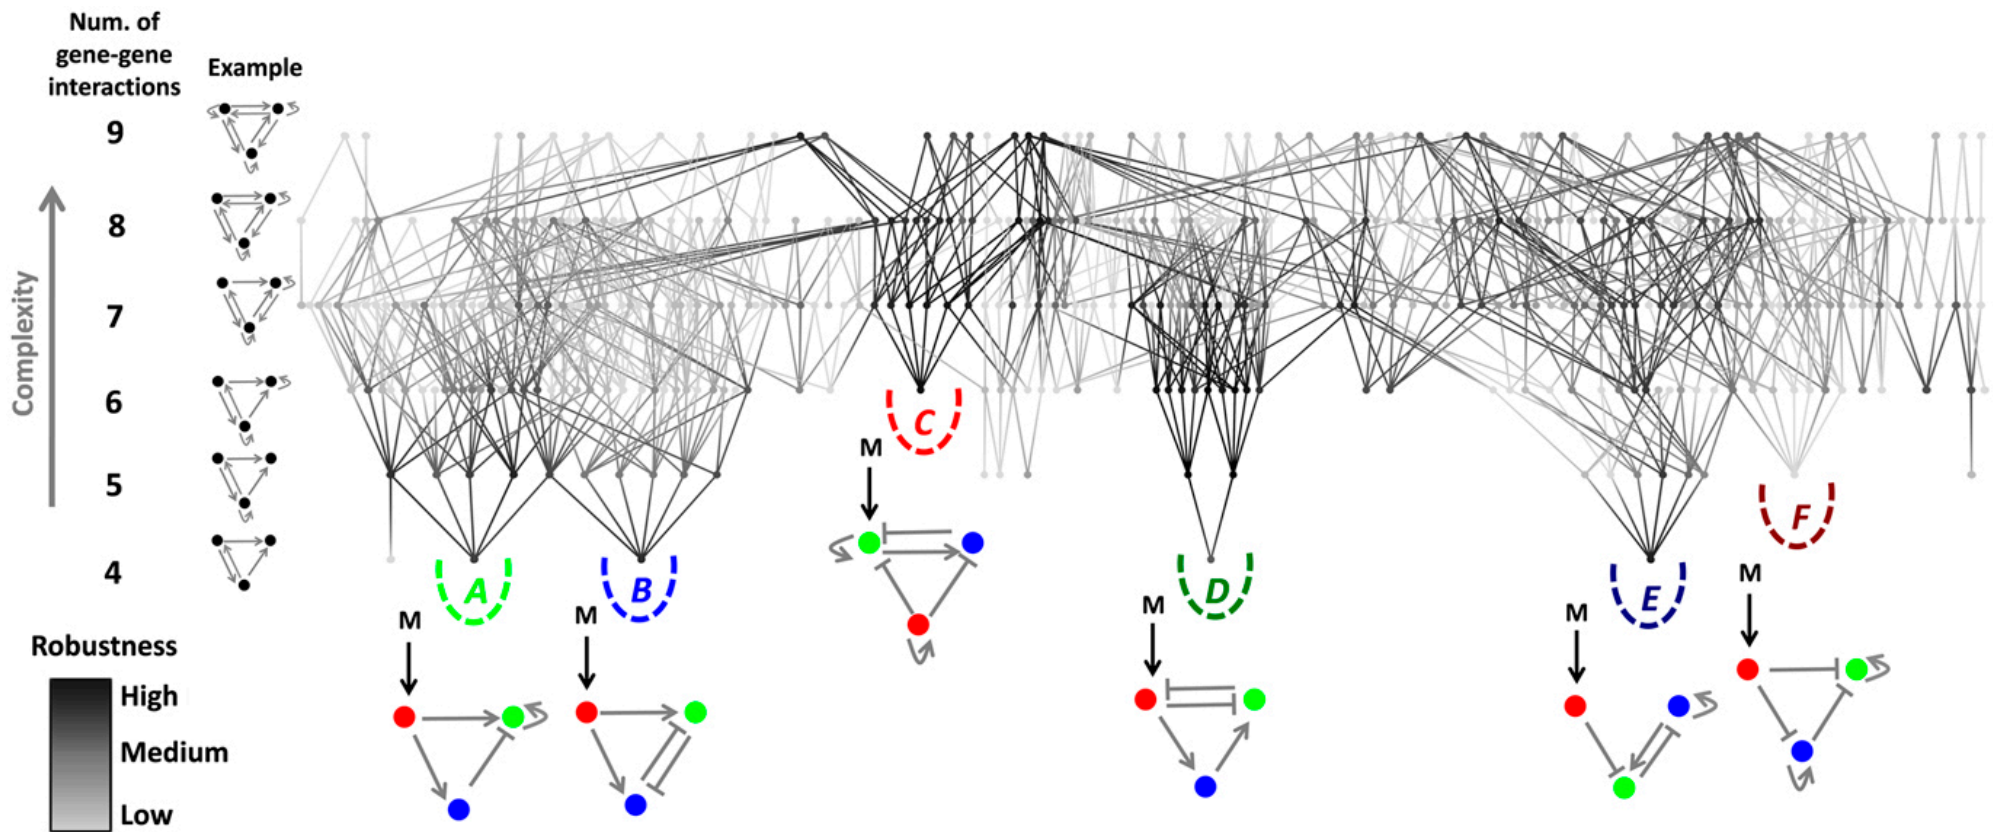 Num. of
gene-gene
interactions
Example
9
8
7
6
5
4
Complexity
Robustness
High
Medium
Low
A
B
C
D
E
F
M
M
M
M
M
M